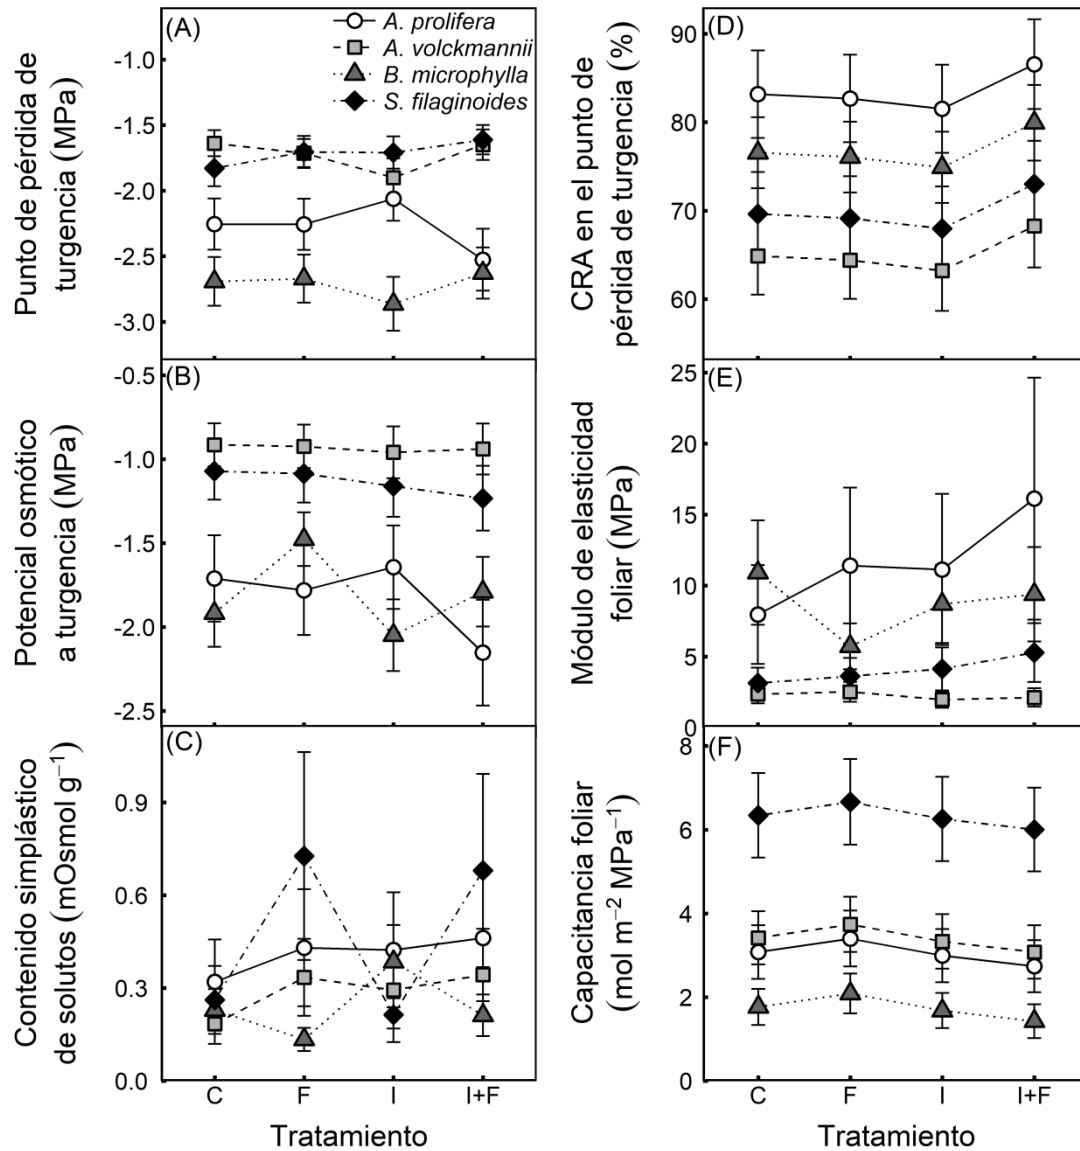 (A)
A. prolifera
A. volckmannii
B. microphylla
S. filaginoides
Punto de pérdida de
turgencia (MPa)
-1.0
-1.5
-2.0
-2.5
-3.0
(B)
Potencial osmótico
a turgencia (MPa)
-0.5
-1.0
-1.5
-2.0
-2.5
(C)
Contenido simplástico
de solutos (mOsmol g⁻¹)
0.9
0.6
0.3
0.0
C F I I+F
Tratamiento
(D)
CRA en el punto de
pérdida de turgencia (%)
90
80
70
60
(E)
Módulo de elasticidad
foliar (MPa)
25
20
15
10
5
0
(F)
Capacitancia foliar
(mol m⁻² MPa⁻¹)
8
6
4
2
0
C F I I+F
Tratamiento